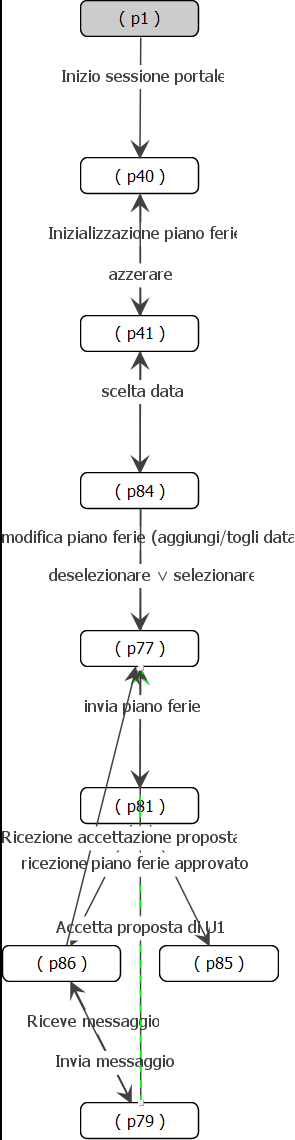 ( p1 )
Inizio sessione portale
( p40 )
Inizializzazione piano ferie
azzerare
( p41 )
scelta data
( p84 )
modifica piano ferie (aggiungi/togli data
deselezionare ∨ selezionare
( p77 )
invia piano ferie
( p81 )
Ricezione accettazione proposta
ricezione piano ferie approvato
Accetta proposta di U1
( p86 )
( p85 )
Riceve messaggio
Invia messaggio
( p79 )